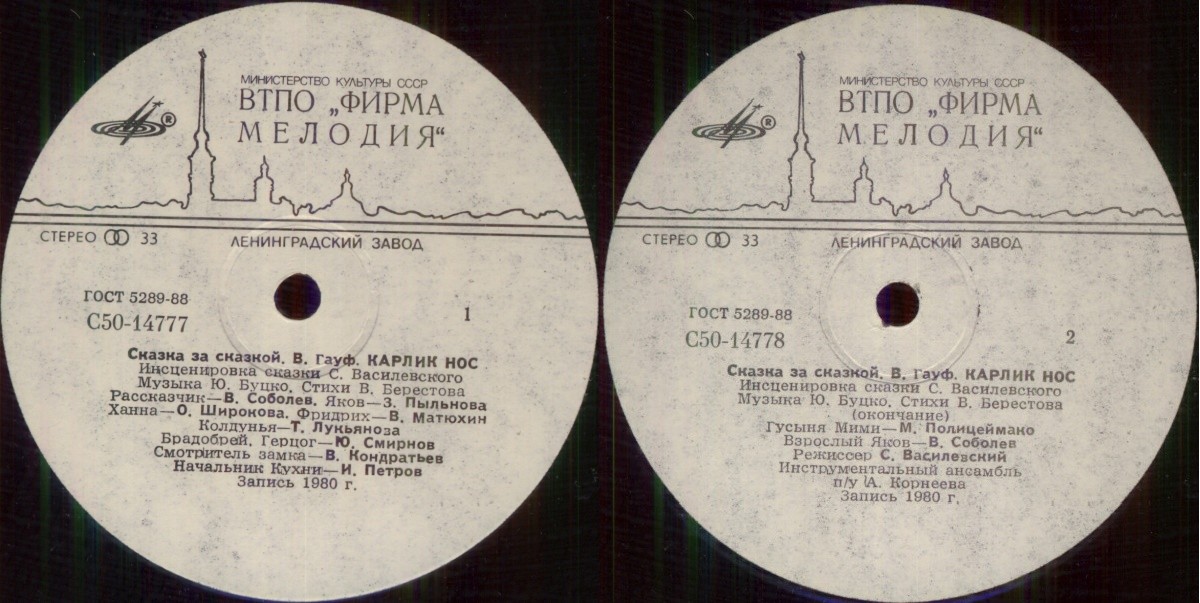 МИНИСТЕРСТВО КУЛЬТУРЫ СССР
ВТПО „ФИРМА
МЕЛОДИЯ“
®
СТЕРЕО 33
ЛЕНИНГРАДСКИЙ ЗАВОД
ГОСТ 5289-88
С50-14777
1
Сказка за сказкой. В. Гауф. КАРЛИК НОС
Инсценировка сказки С. Василевского
Музыка Ю. Буцко, Стихи В. Берестова
Рассказчик—В. Соболев, Яков—З. Пыльнова
Ханна—О. Широкова, Фридрих—В. Матюхин
Колдунья—Т. Лукьянова
Брадобрей, Герцог—Ю. Смирнов
Смотритель замка—В. Кондратьев
Начальник Кухни—И. Петров
Запись 1980 г.
МИНИСТЕРСТВО КУЛЬТУРЫ СССР
ВТПО „ФИРМА
МЕЛОДИЯ“
®
СТЕРЕО 33
ЛЕНИНГРАДСКИЙ ЗАВОД
ГОСТ 5289-88
С50-14778
2
Сказка за сказкой, В. Гауф. КАРЛИК НОС
Инсценировка сказки С. Василевского
Музыка Ю. Буцко, Стихи В. Берестова
(окончание)
Гусыня Мими—М. Полицеймако
Взрослый Яков—В. Соболев
Режиссер С. Василевский
Инструментальный ансамбль
п/у А. Корнеева
Запись 1980 г.